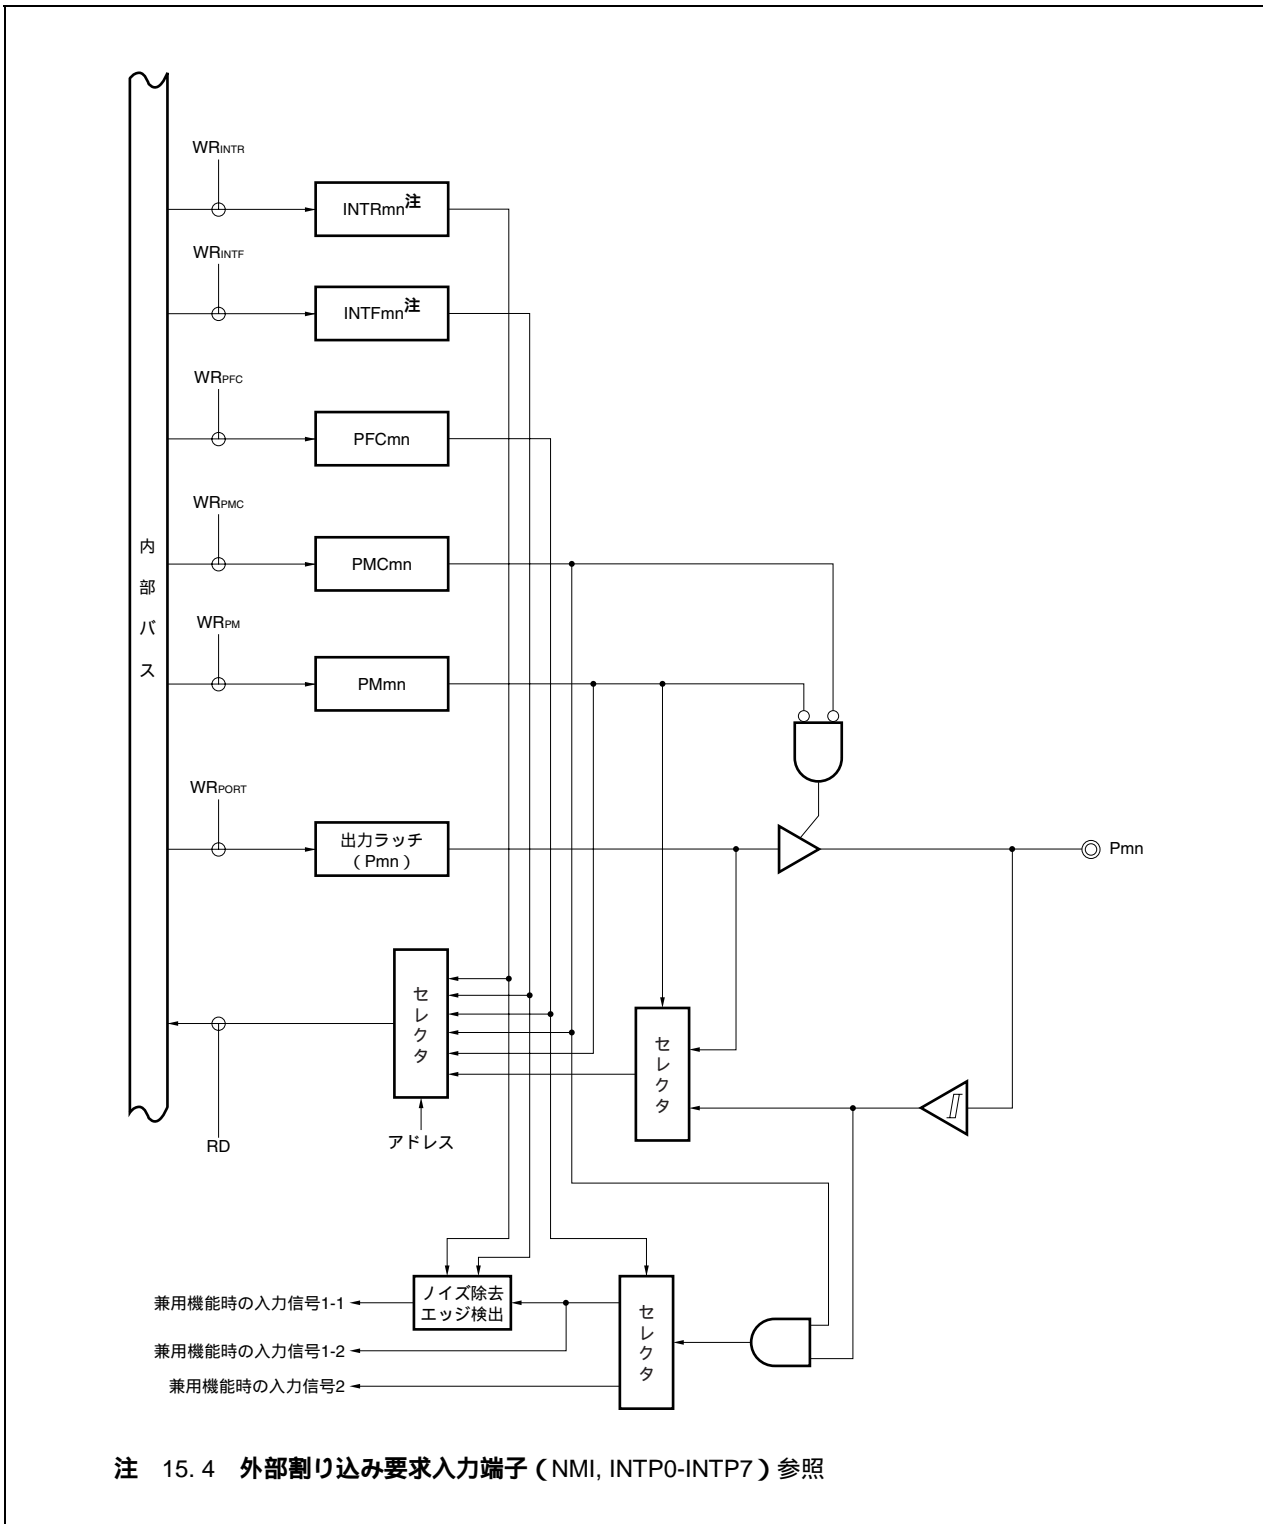 WRINTR
INTRmn注
WRINTF
INTFmn注
WRPFC
PFCmn
WRPMC
PMCmn
内部バス
WRPM
PMmn
WRPORT
出力ラッチ
（Pmn）
Pmn
セレクタ
セレクタ
アドレス
RD
ノイズ除去
エッジ検出
セレクタ
兼用機能時の入力信号1-1
兼用機能時の入力信号1-2
兼用機能時の入力信号2
注 15. 4 外部割り込み要求入力端子（NMI, INTP0-INTP7）参照